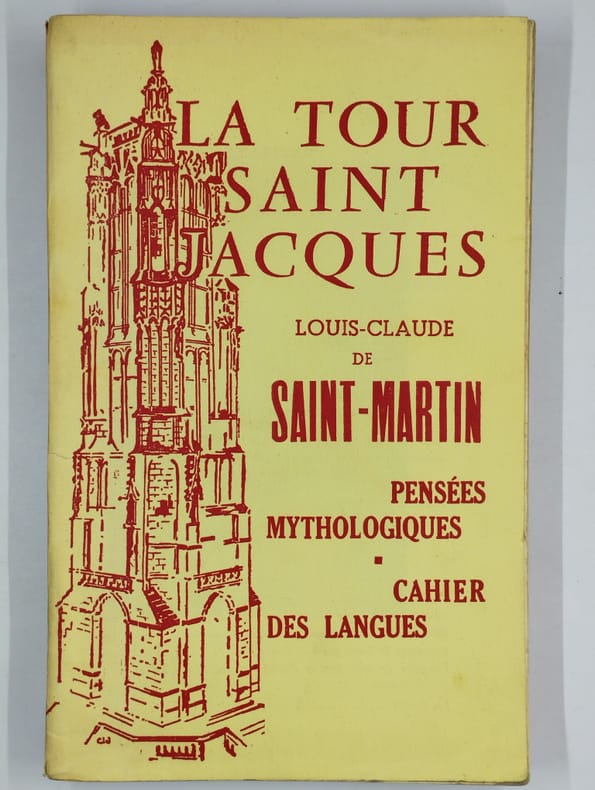 LA TOUR
SAINT
JACQUES
LOUIS-CLAUDE
DE
SAINT-MARTIN
PENSÉES
MYTHOLOGIQUES
▪
CAHIER
DES LANGUES